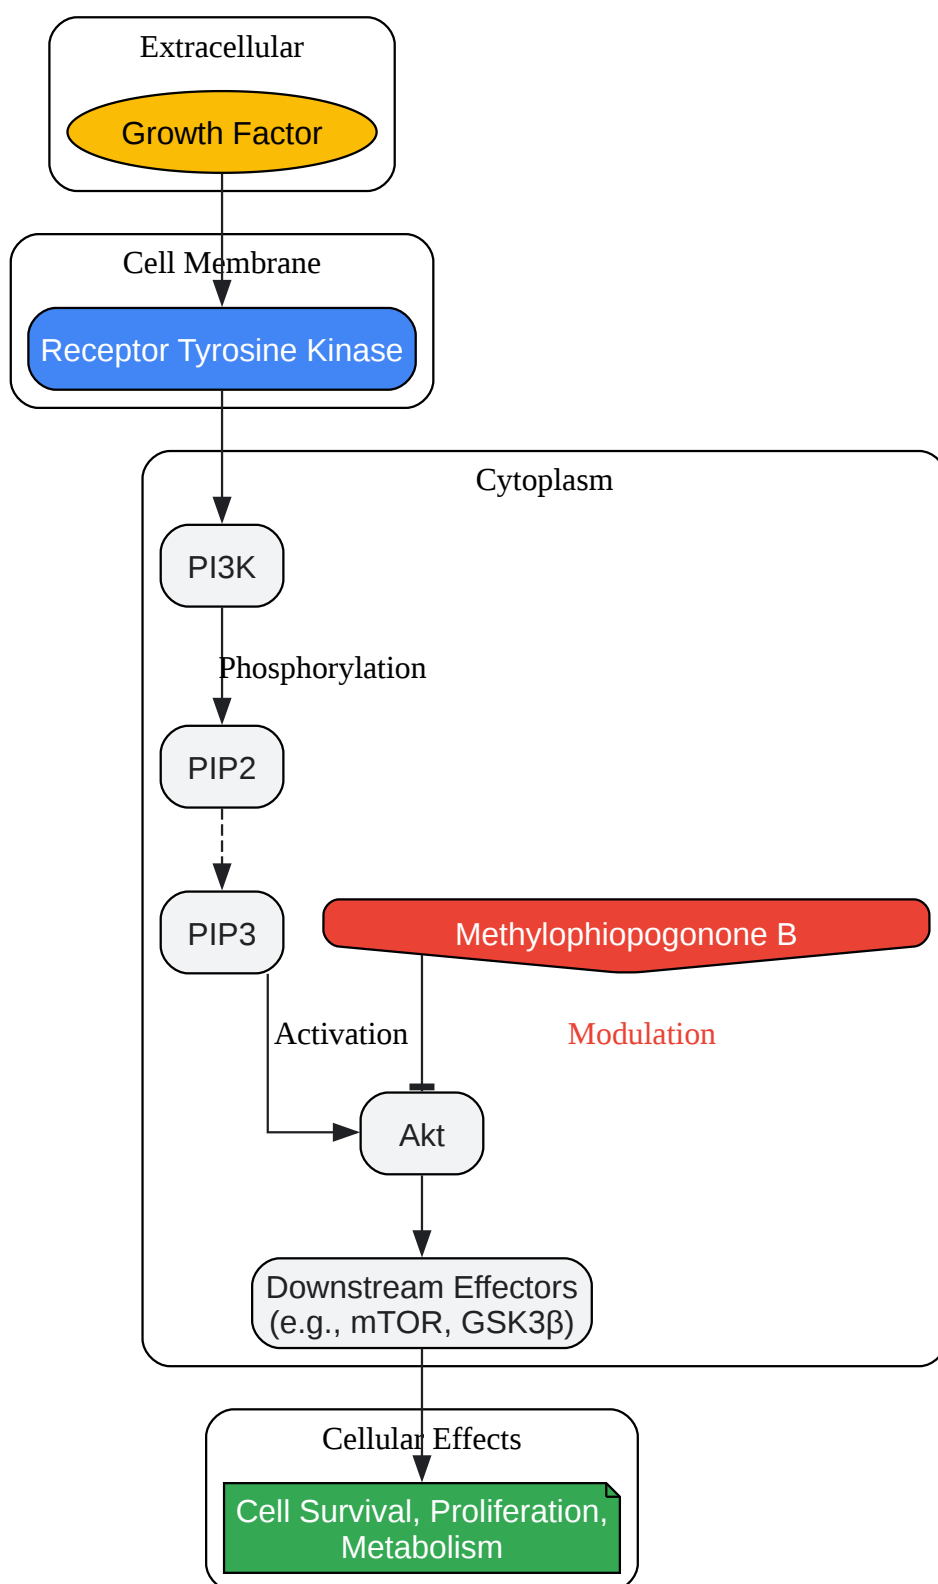 Extracellular
Growth Factor
Cell Membrane
Receptor Tyrosine Kinase
Cytoplasm
PI3K
Phosphorylation
PIP2
PIP3
Methylophiopogonone B
Activation
Modulation
Akt
Downstream Effectors
(e.g., mTOR, GSK3β)
Cellular Effects
Cell Survival, Proliferation,
Metabolism